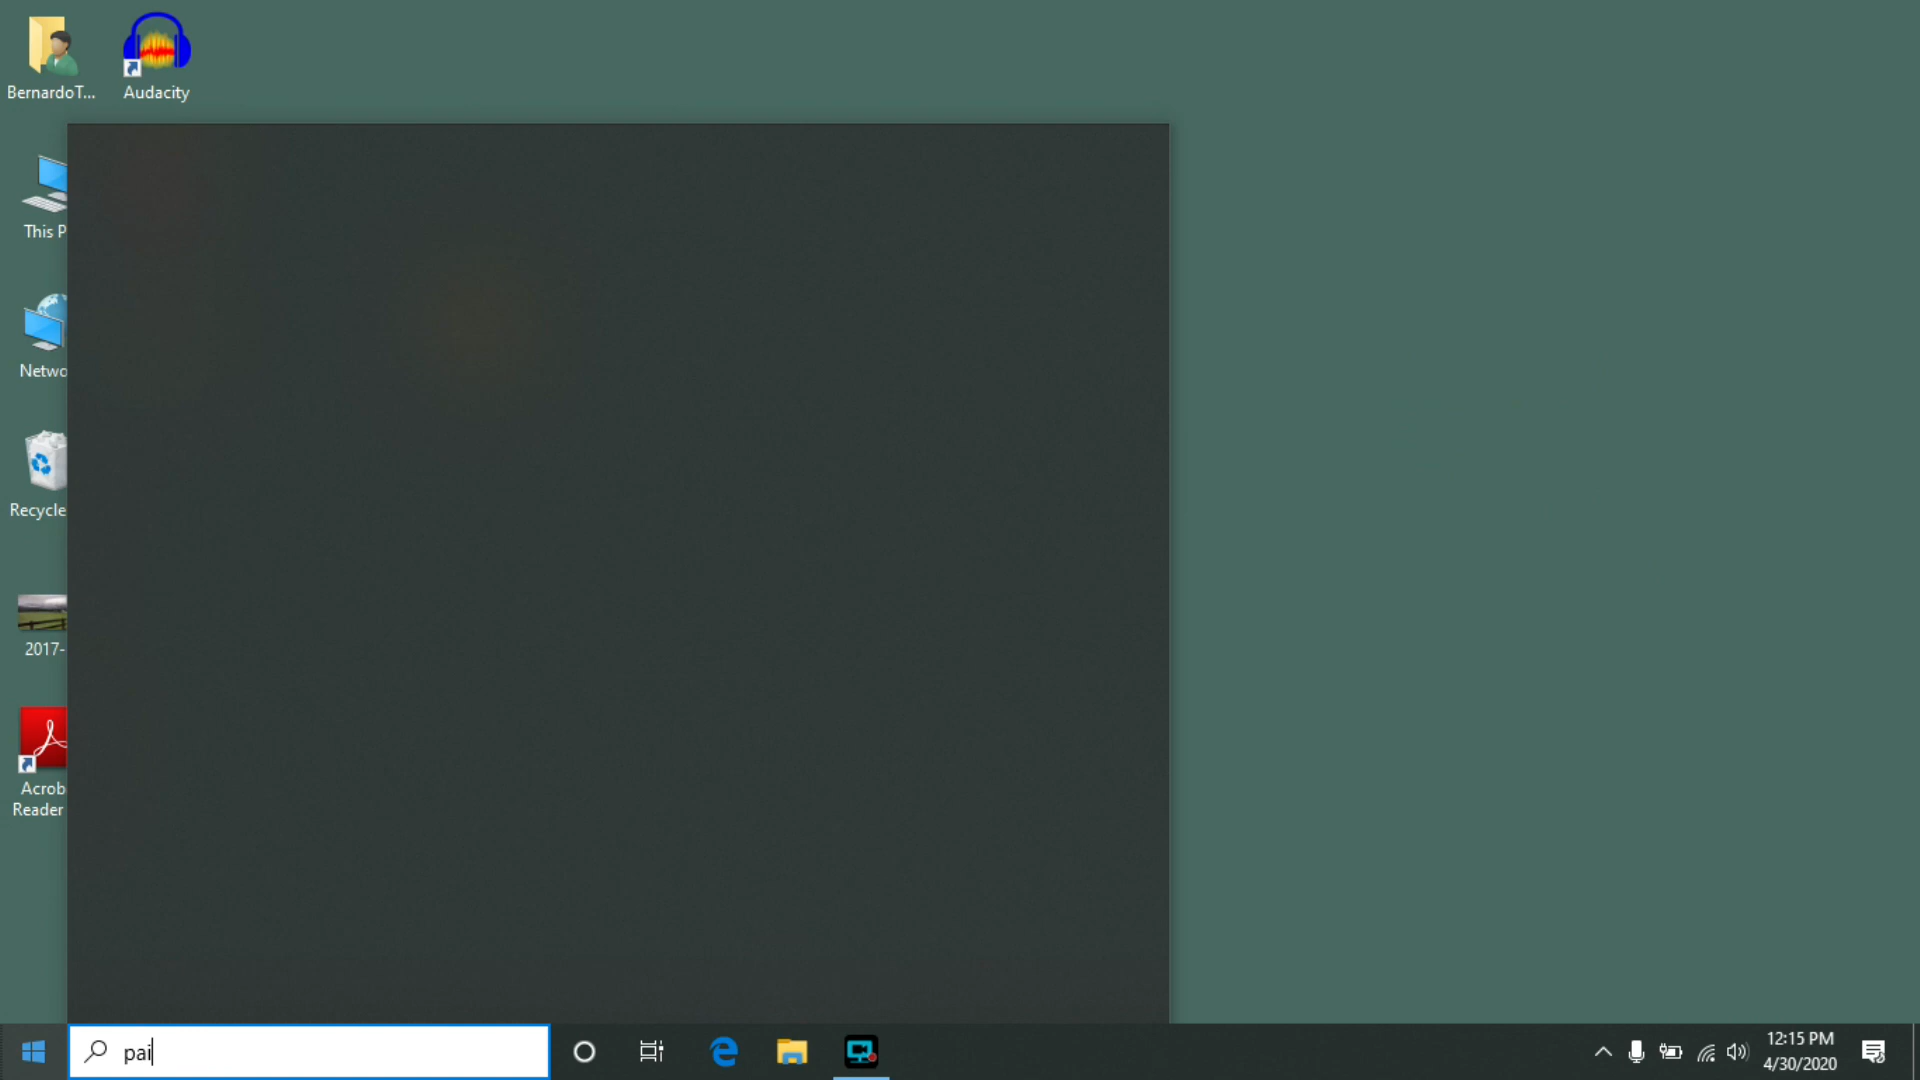 BernardoT...
Audacity
This P
Netwo
Recycle
2017-
Acrob
Reader
pai
12:15 PM
4/30/2020